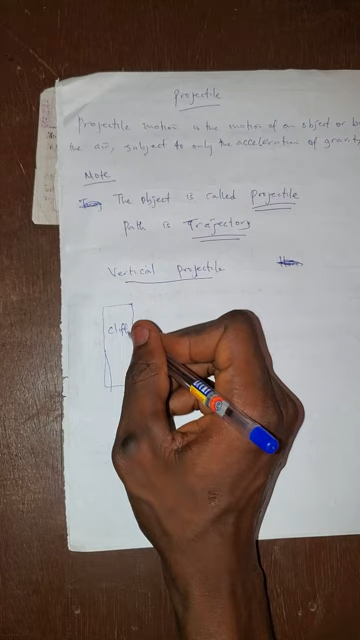 Projectile
Projectile motion is the motion of an object or b
the air, subject to only the acceleration of gravity
Note
The object is called projectile
Path is Trajectory
Vertical projectile
Cliff